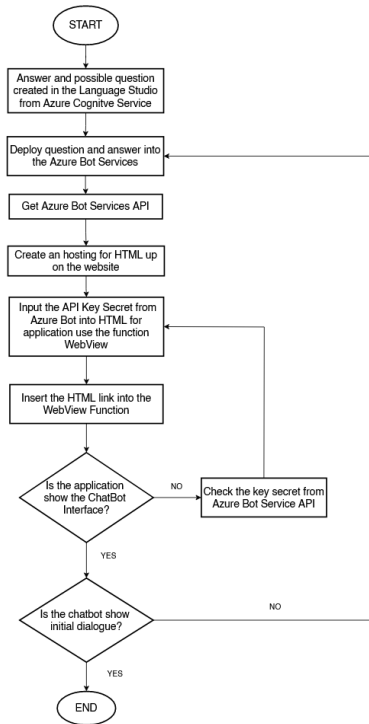 START
Answer and possible question
created in the Language Studio
from Azure Cognitve Service
Deploy question and answer into
the Azure Bot Services
Get Azure Bot Services API
Create an hosting for HTML up
on the website
Input the API Key Secret from
Azure Bot into HTML for
application use the function
WebView
Insert the HTML link into the
WebView Function
Is the application
show the ChatBot
Interface?
NO
Check the key secret from
Azure Bot Service API
YES
Is the chatbot show
initial dialogue?
NO
YES
END